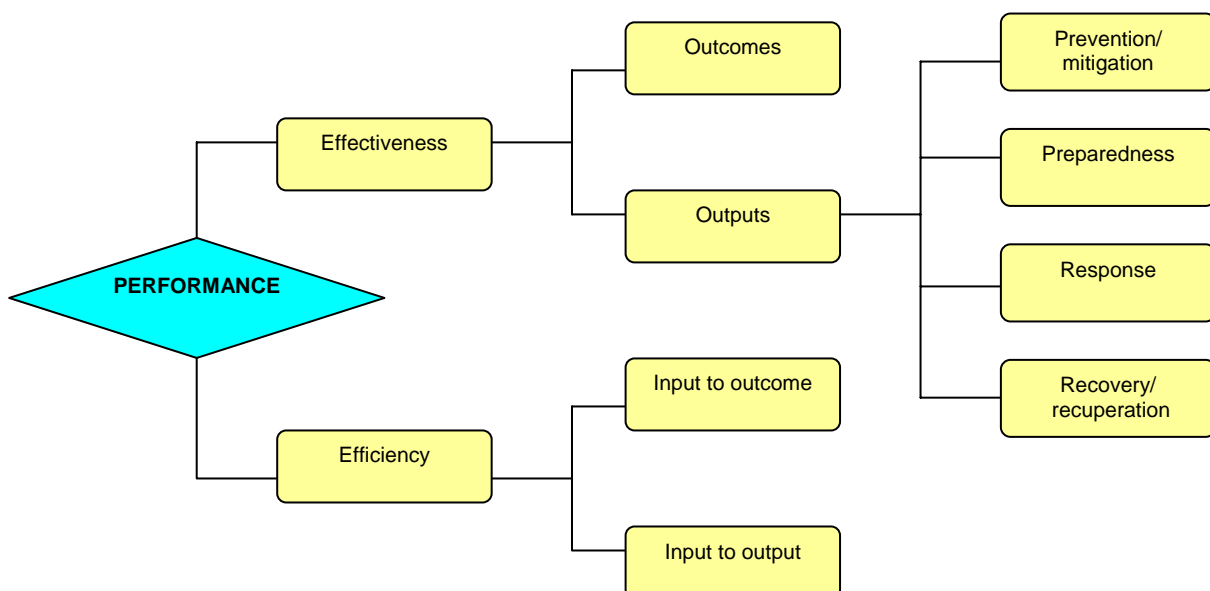 PERFORMANCE
Effectiveness
Efficiency
Outcomes
Outputs
Input to outcome
Input to output
Prevention/
mitigation
Preparedness
Response
Recovery/
recuperation